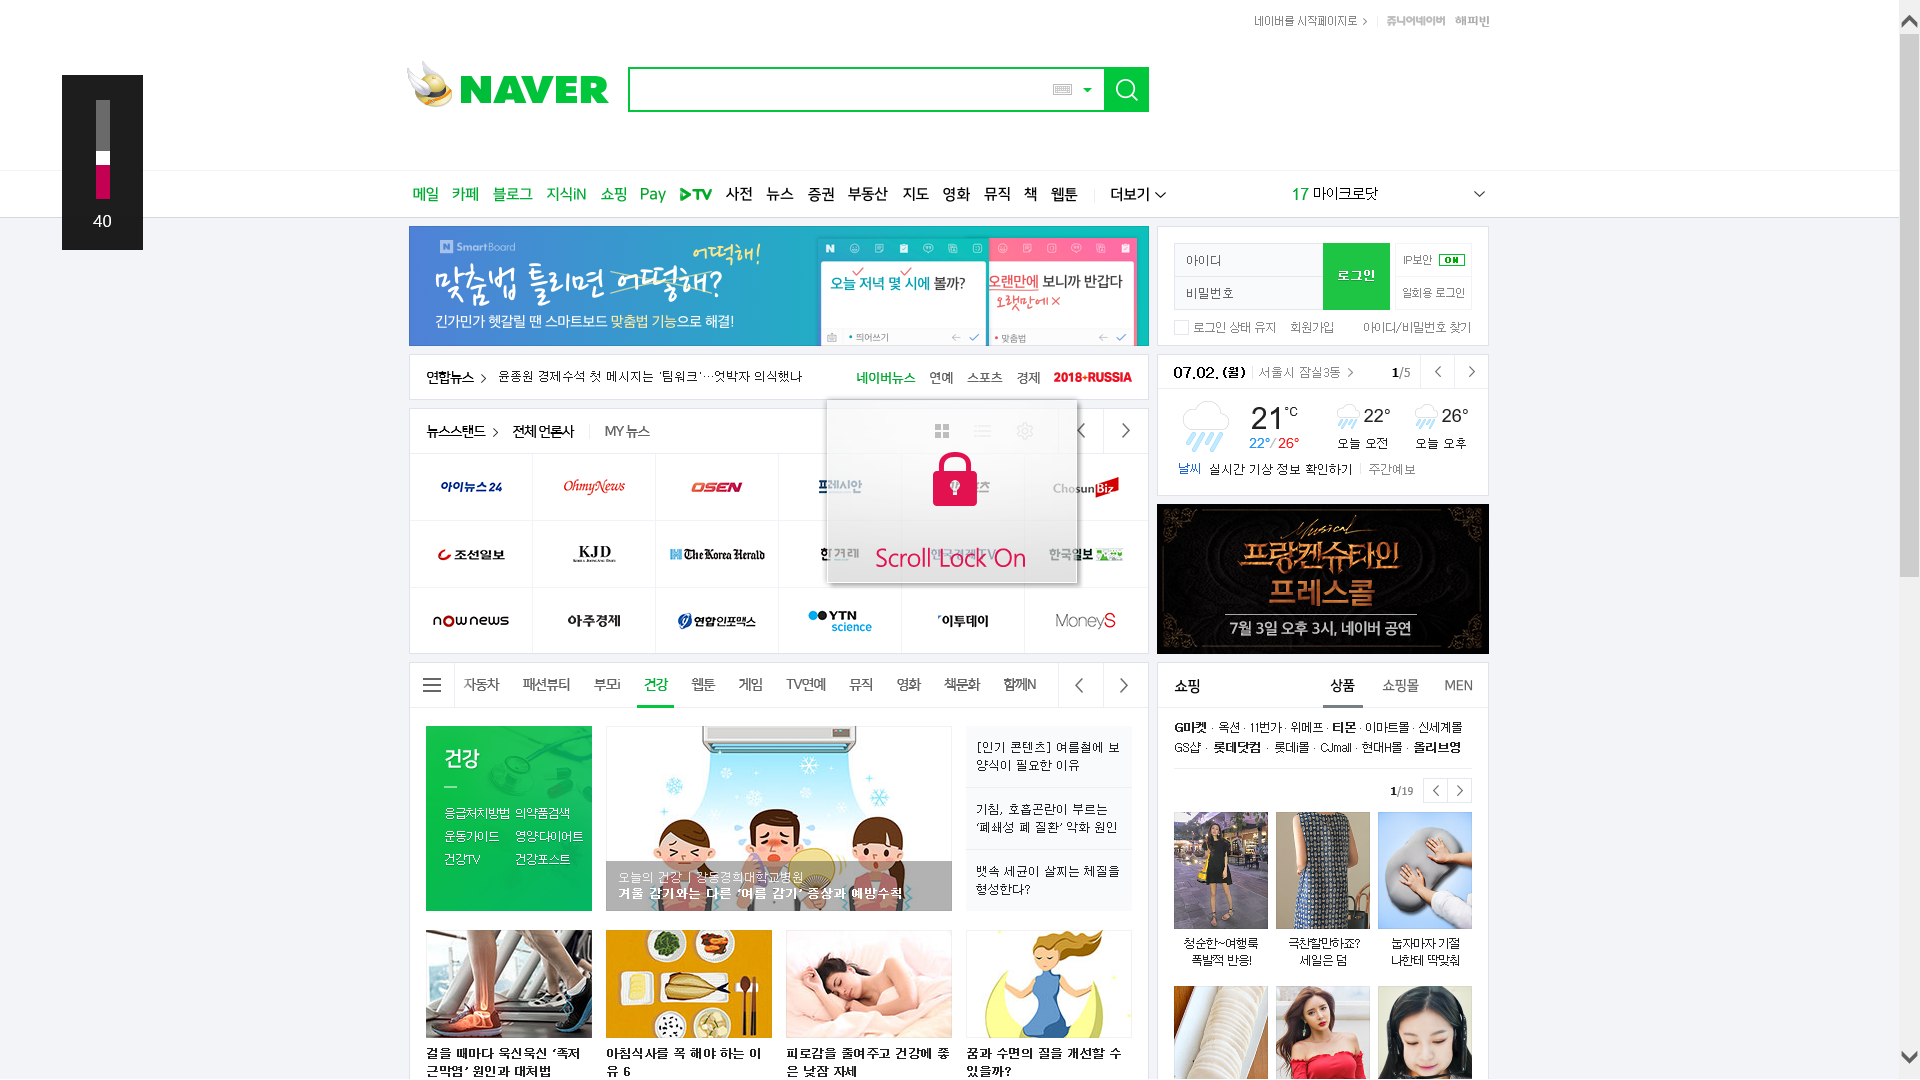 네이버를 시작페이지로
쥬니어네이버 해피빈
NAVER
40
메일 카페 블로그 지식iN 쇼핑 Pay TV 사전 뉴스 증권 부동산 지도 영화 뮤직 책 웹툰 더보기
17 마이크로닷
N SmartBoard
어떡해!
맞춤법 틀리면 어떻해?
긴가민가 헷갈릴 땐 스마트보드 맞춤법 기능으로 해결!
오늘 저녁 몇 시에 볼까?
띄어쓰기
오랜만에 보니까 반갑다
오랫만에 ×
맞춤법
아이디
비밀번호
로그인
IP보안 ON
일회용 로그인
로그인 상태 유지 회원가입 아이디/비밀번호 찾기
연합뉴스 윤종원 경제수석 첫 메시지는 '팀워크'…엇박자 의식했나
네이버뉴스 연예 스포츠 경제 2018 RUSSIA
07.02. (월) 서울시 잠실3동 1/5
21°C
22°/26°
22°
오늘 오전
26°
오늘 오후
날씨 실시간 기상 정보 확인하기 주간예보
뉴스스탠드 전체 언론사 MY 뉴스
아이뉴스24 OhmyNews OSEN 프레시안 ChosunBiz
조선일보 KJD The Korea Herald 한겨레 한국경제TV 한국일보
nownews 아주경제 연합인포맥스 YTN science 이투데이 MoneyS
Scroll Lock On
Musical
프랑켄슈타인
프레스콜
7월 3일 오후 3시, 네이버 공연
자동차 패션뷰티 부모i 건강 웹툰 게임 TV연예 뮤직 영화 책문화 함께N
건강
응급처치방법 의약품검색
운동가이드 영양다이어트
건강TV 건강포스트
오늘의 건강 | 강동경희대학교병원
겨울 감기와는 다른 '여름 감기' 증상과 예방수칙
[인기 콘텐츠] 여름철에 보
양식이 필요한 이유
기침, 호흡곤란이 부르는
'폐쇄성 폐 질환' 악화 원인
뱃속 세균이 살찌는 체질을
형성한다?
걸을 때마다 욱신욱신 '족저
근막염' 원인과 대처법
아침식사를 꼭 해야 하는 이
유 6
피로감을 줄여주고 건강에 좋
은 낮잠 자세
꿈과 수면의 질을 개선할 수
있을까?
쇼핑 상품 쇼핑몰 MEN
G마켓 · 옥션 · 11번가 · 위메프 · 티몬 · 이마트몰 · 신세계몰
GS샵 · 롯데닷컴 · 롯데i몰 · CJmall · 현대H몰 · 올리브영
1/19
청순한~여행룩
폭발적 반응!
극찬할만하죠?
세일은 덤
눕자마자 기절
나한테 딱맞춰